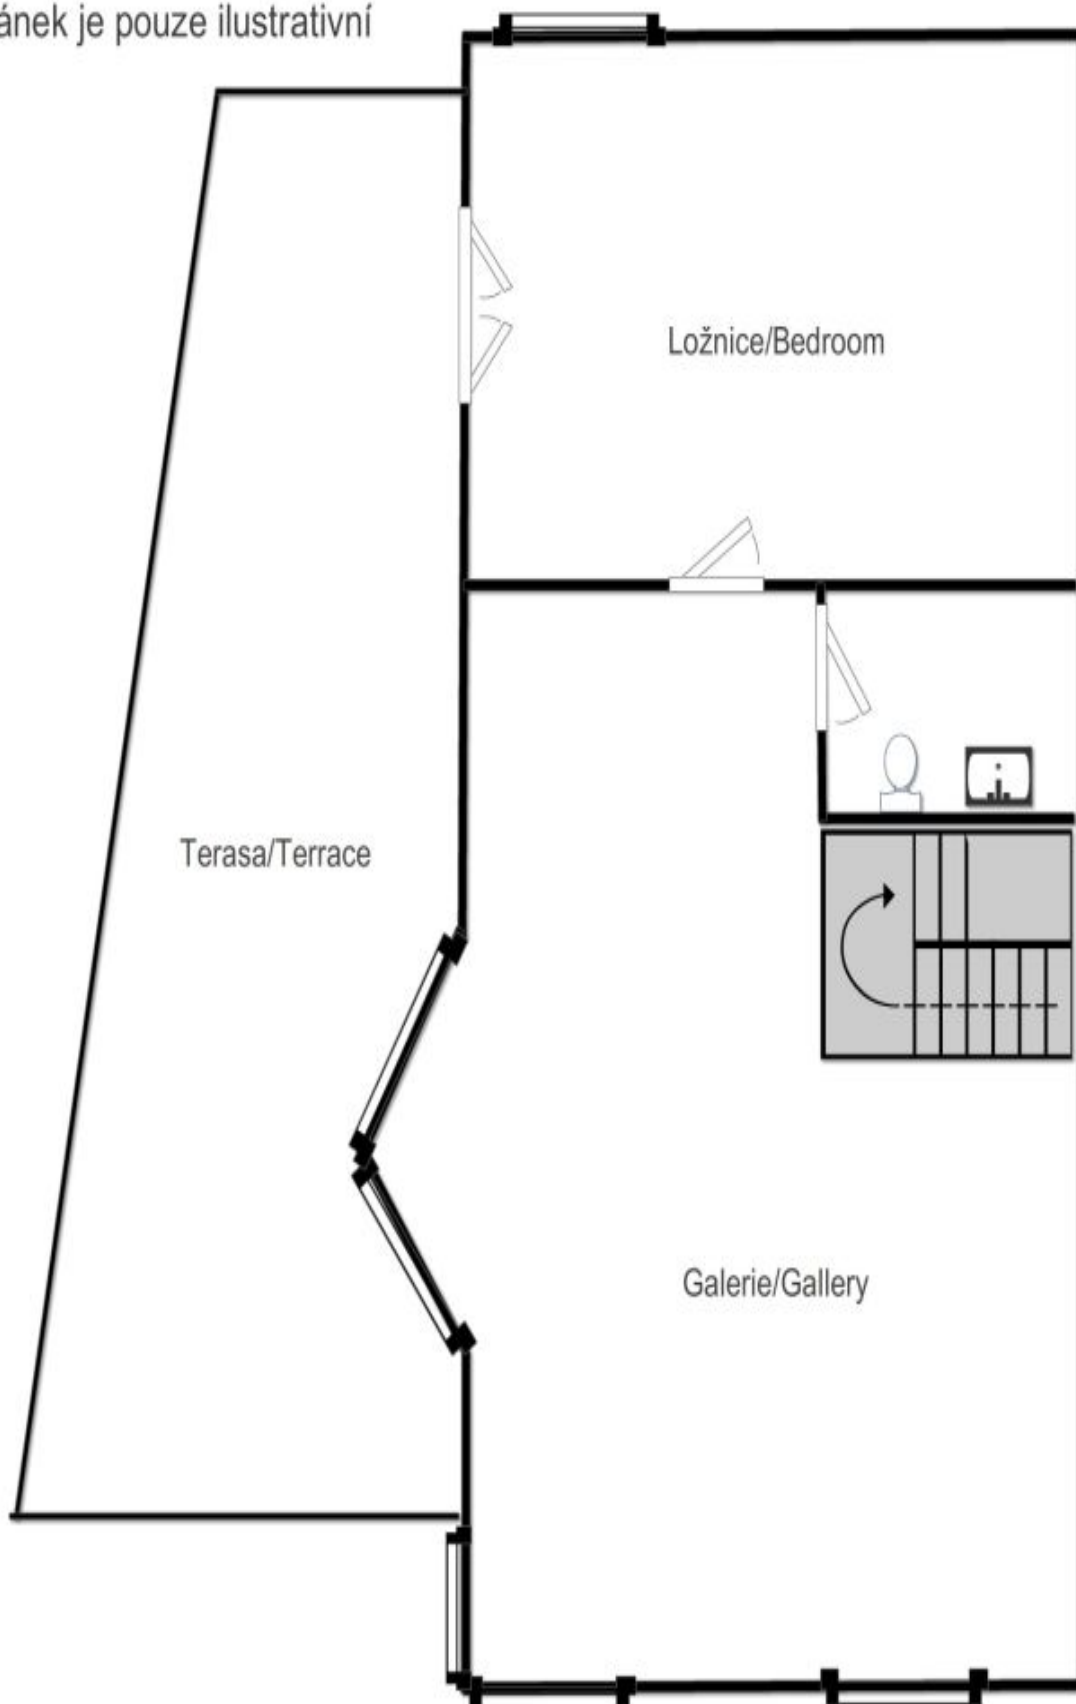 ánek je pouze ilustrativní
Ložnice/Bedroom
Terasa/Terrace
Galerie/Gallery